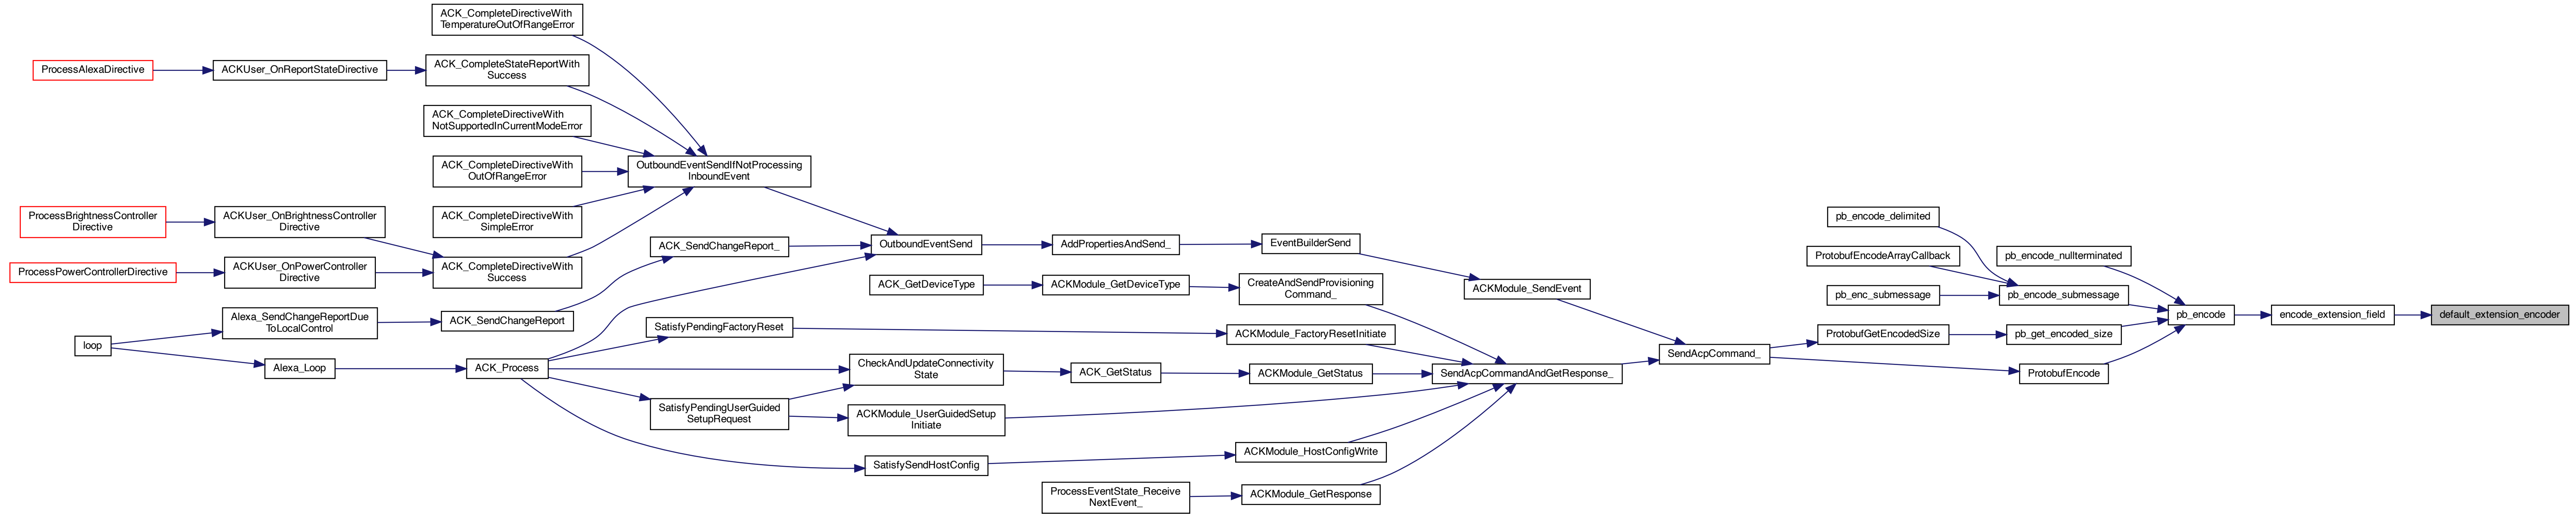 ACK_CompleteDirectiveWith
TemperatureOutOfRangeError
ProcessAlexaDirective
ACKUser_OnReportStateDirective
ACK_CompleteStateReportWith
Success
ACK_CompleteDirectiveWith
NotSupportedInCurrentModeError
ACK_CompleteDirectiveWith
OutOfRangeError
OutboundEventSendIfNotProcessing
InboundEvent
ProcessBrightnessController
Directive
ACKUser_OnBrightnessController
Directive
ACK_CompleteDirectiveWith
SimpleError
ProcessPowerControllerDirective
ACKUser_OnPowerController
Directive
ACK_CompleteDirectiveWith
Success
ACK_SendChangeReport_
OutboundEventSend
AddPropertiesAndSend_
EventBuilderSend
ACK_GetDeviceType
ACKModule_GetDeviceType
CreateAndSendProvisioning
Command_
ACKModule_SendEvent
pb_encode_delimited
ProtobufEncodeArrayCallback
pb_encode_nullterminated
pb_enc_submessage
pb_encode_submessage
pb_encode
encode_extension_field
default_extension_encoder
loop
Alexa_SendChangeReportDue
ToLocalControl
ACK_SendChangeReport
SatisfyPendingFactoryReset
ACKModule_FactoryResetInitiate
ProtobufGetEncodedSize
pb_get_encoded_size
SendAcpCommand_
Alexa_Loop
ACK_Process
CheckAndUpdateConnectivity
State
ACK_GetStatus
ACKModule_GetStatus
SendAcpCommandAndGetResponse_
ProtobufEncode
SatisfyPendingUserGuided
SetupRequest
ACKModule_UserGuidedSetup
Initiate
SatisfySendHostConfig
ACKModule_HostConfigWrite
ProcessEventState_Receive
NextEvent_
ACKModule_GetResponse